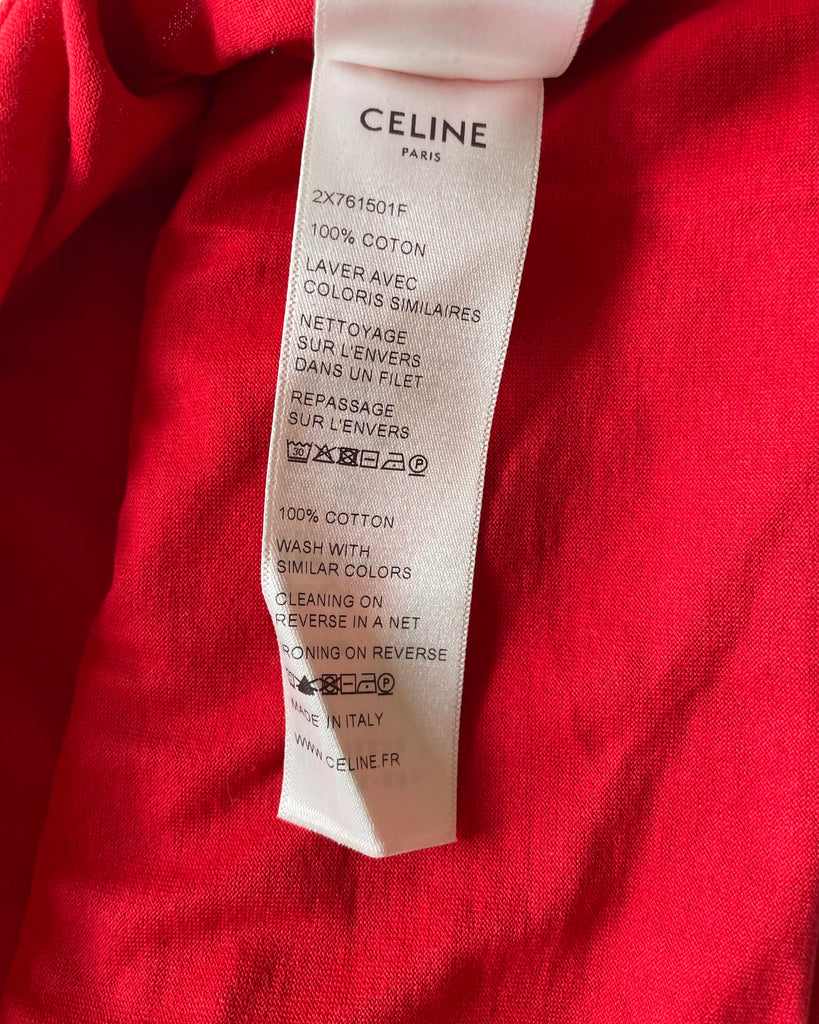 CELINE
PARIS
2X761501F
100% COTON
LAVER AVEC
COLORIS SIMILAIRES
NETTOYAGE
SUR L'ENVERS
DANS UN FILET
REPASSAGE
SUR L'ENVERS
30 P
100% COTTON
WASH WITH
SIMILAR COLORS
CLEANING ON
REVERSE IN A NET
IRONING ON REVERSE
P
MADE IN ITALY
WWW.CELINE.FR